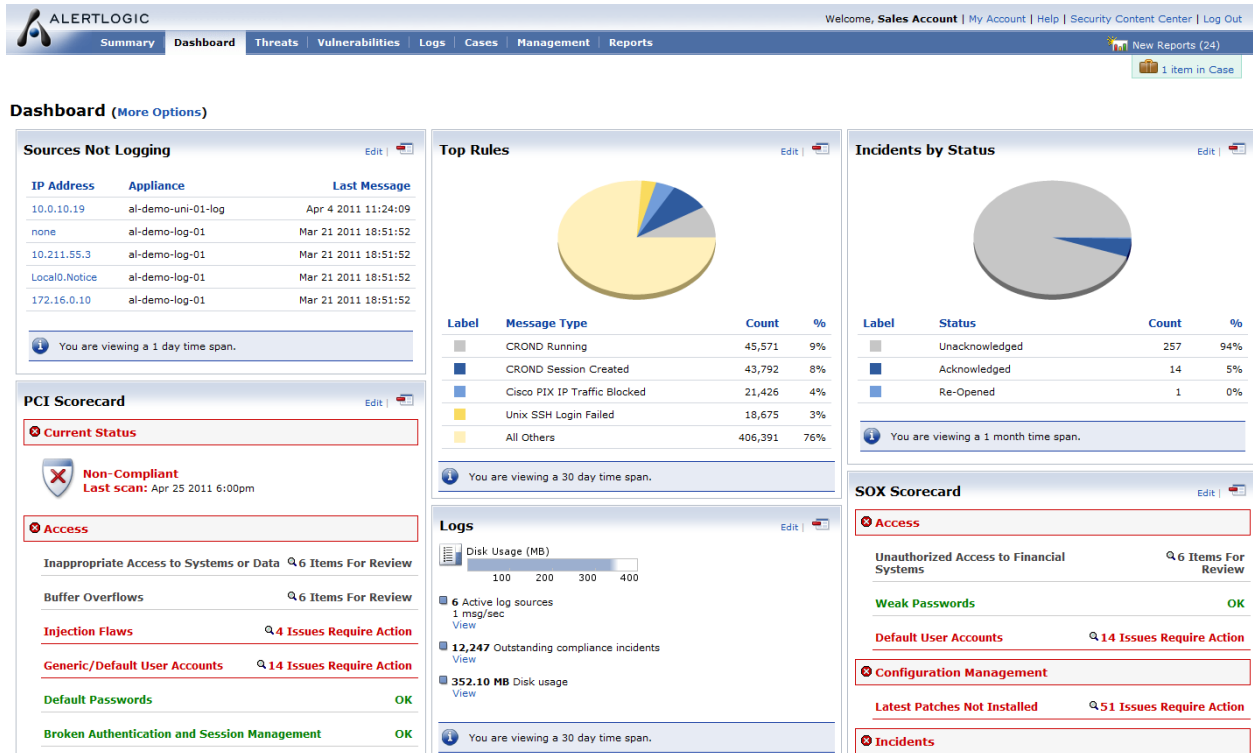 ALERTLOGIC
Welcome, Sales Account | My Account | Help | Security Content Center | Log Out
Summary Dashboard Threats Vulnerabilities Logs Cases Management Reports
New Reports (24)
1 item in Case
Dashboard (More Options)
Sources Not Logging Edit |
IP Address Appliance Last Message
10.0.10.19 al-demo-uni-01-log Apr 4 2011 11:24:09
none al-demo-log-01 Mar 21 2011 18:51:52
10.211.55.3 al-demo-log-01 Mar 21 2011 18:51:52
Local0.Notice al-demo-log-01 Mar 21 2011 18:51:52
172.16.0.10 al-demo-log-01 Mar 21 2011 18:51:52
You are viewing a 1 day time span.
PCI Scorecard Edit |
Current Status
Non-Compliant
Last scan: Apr 25 2011 6:00pm
Access
Inappropriate Access to Systems or Data 6 Items For Review
Buffer Overflows 6 Items For Review
Injection Flaws 4 Issues Require Action
Generic/Default User Accounts 14 Issues Require Action
Default Passwords OK
Broken Authentication and Session Management OK
Top Rules Edit |
Label Message Type Count %
CROND Running 45,571 9%
CROND Session Created 43,792 8%
Cisco PIX IP Traffic Blocked 21,426 4%
Unix SSH Login Failed 18,675 3%
All Others 406,391 76%
You are viewing a 30 day time span.
Logs Edit |
Disk Usage (MB)
100 200 300 400
6 Active log sources
1 msg/sec
View
12,247 Outstanding compliance incidents
View
352.10 MB Disk usage
View
You are viewing a 30 day time span.
Incidents by Status Edit |
Label Status Count %
Unacknowledged 257 94%
Acknowledged 14 5%
Re-Opened 1 0%
You are viewing a 1 month time span.
SOX Scorecard Edit |
Access
Unauthorized Access to Financial Systems 6 Items For Review
Weak Passwords OK
Default User Accounts 14 Issues Require Action
Configuration Management
Latest Patches Not Installed 51 Issues Require Action
Incidents